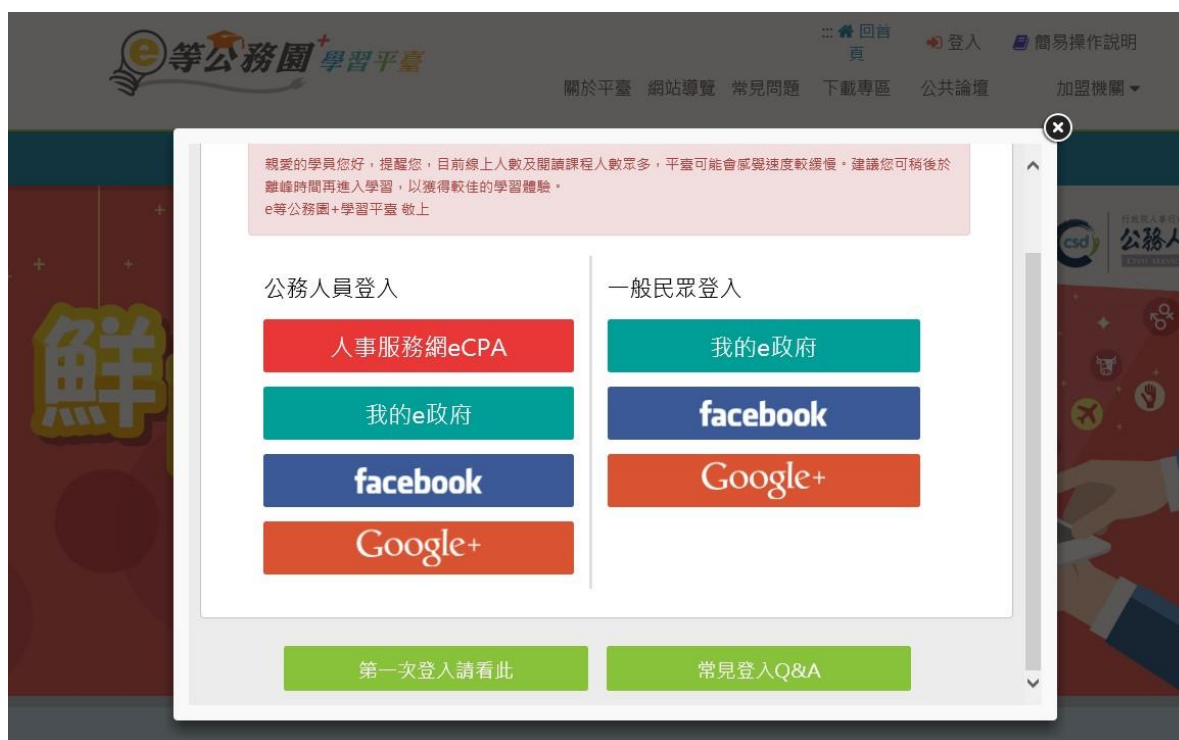 e等公務園+學習平臺
::: 回首頁
登入
簡易操作說明
關於平臺 網站導覽 常見問題 下載專區 公共論壇 加盟機關
親愛的學員您好,提醒您,目前線上人數及閱讀課程人數眾多,平臺可能會感覺速度較緩慢。建議您可稍後於
離峰時間再進入學習,以獲得較佳的學習體驗。
e等公務園+學習平臺 敬上
公務人員登入
人事服務網eCPA
我的e政府
facebook
Google+
一般民眾登入
我的e政府
facebook
Google+
第一次登入請看此
常見登入Q&A
鮮
csd
公務人